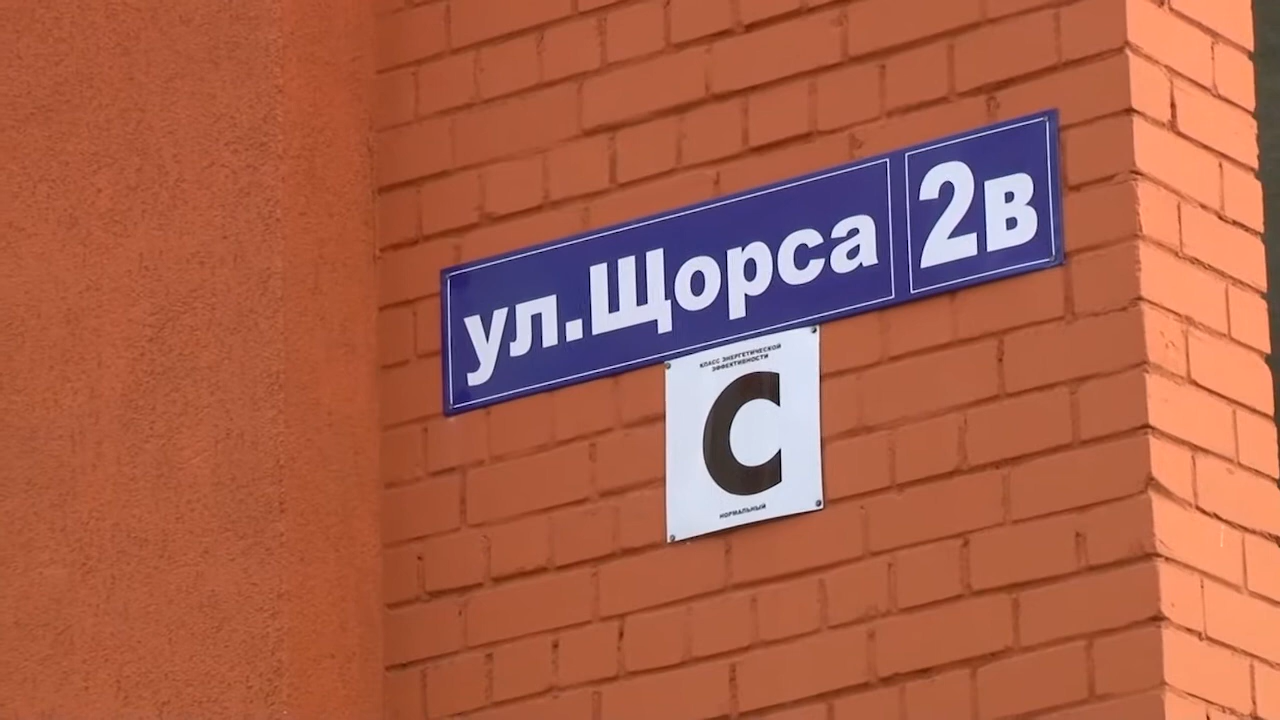 ул.Щорса 2в
КЛАСС ЭНЕРГЕТИЧЕСКОЙ
ЭФФЕКТИВНОСТИ
С
НОРМАЛЬНЫЙ